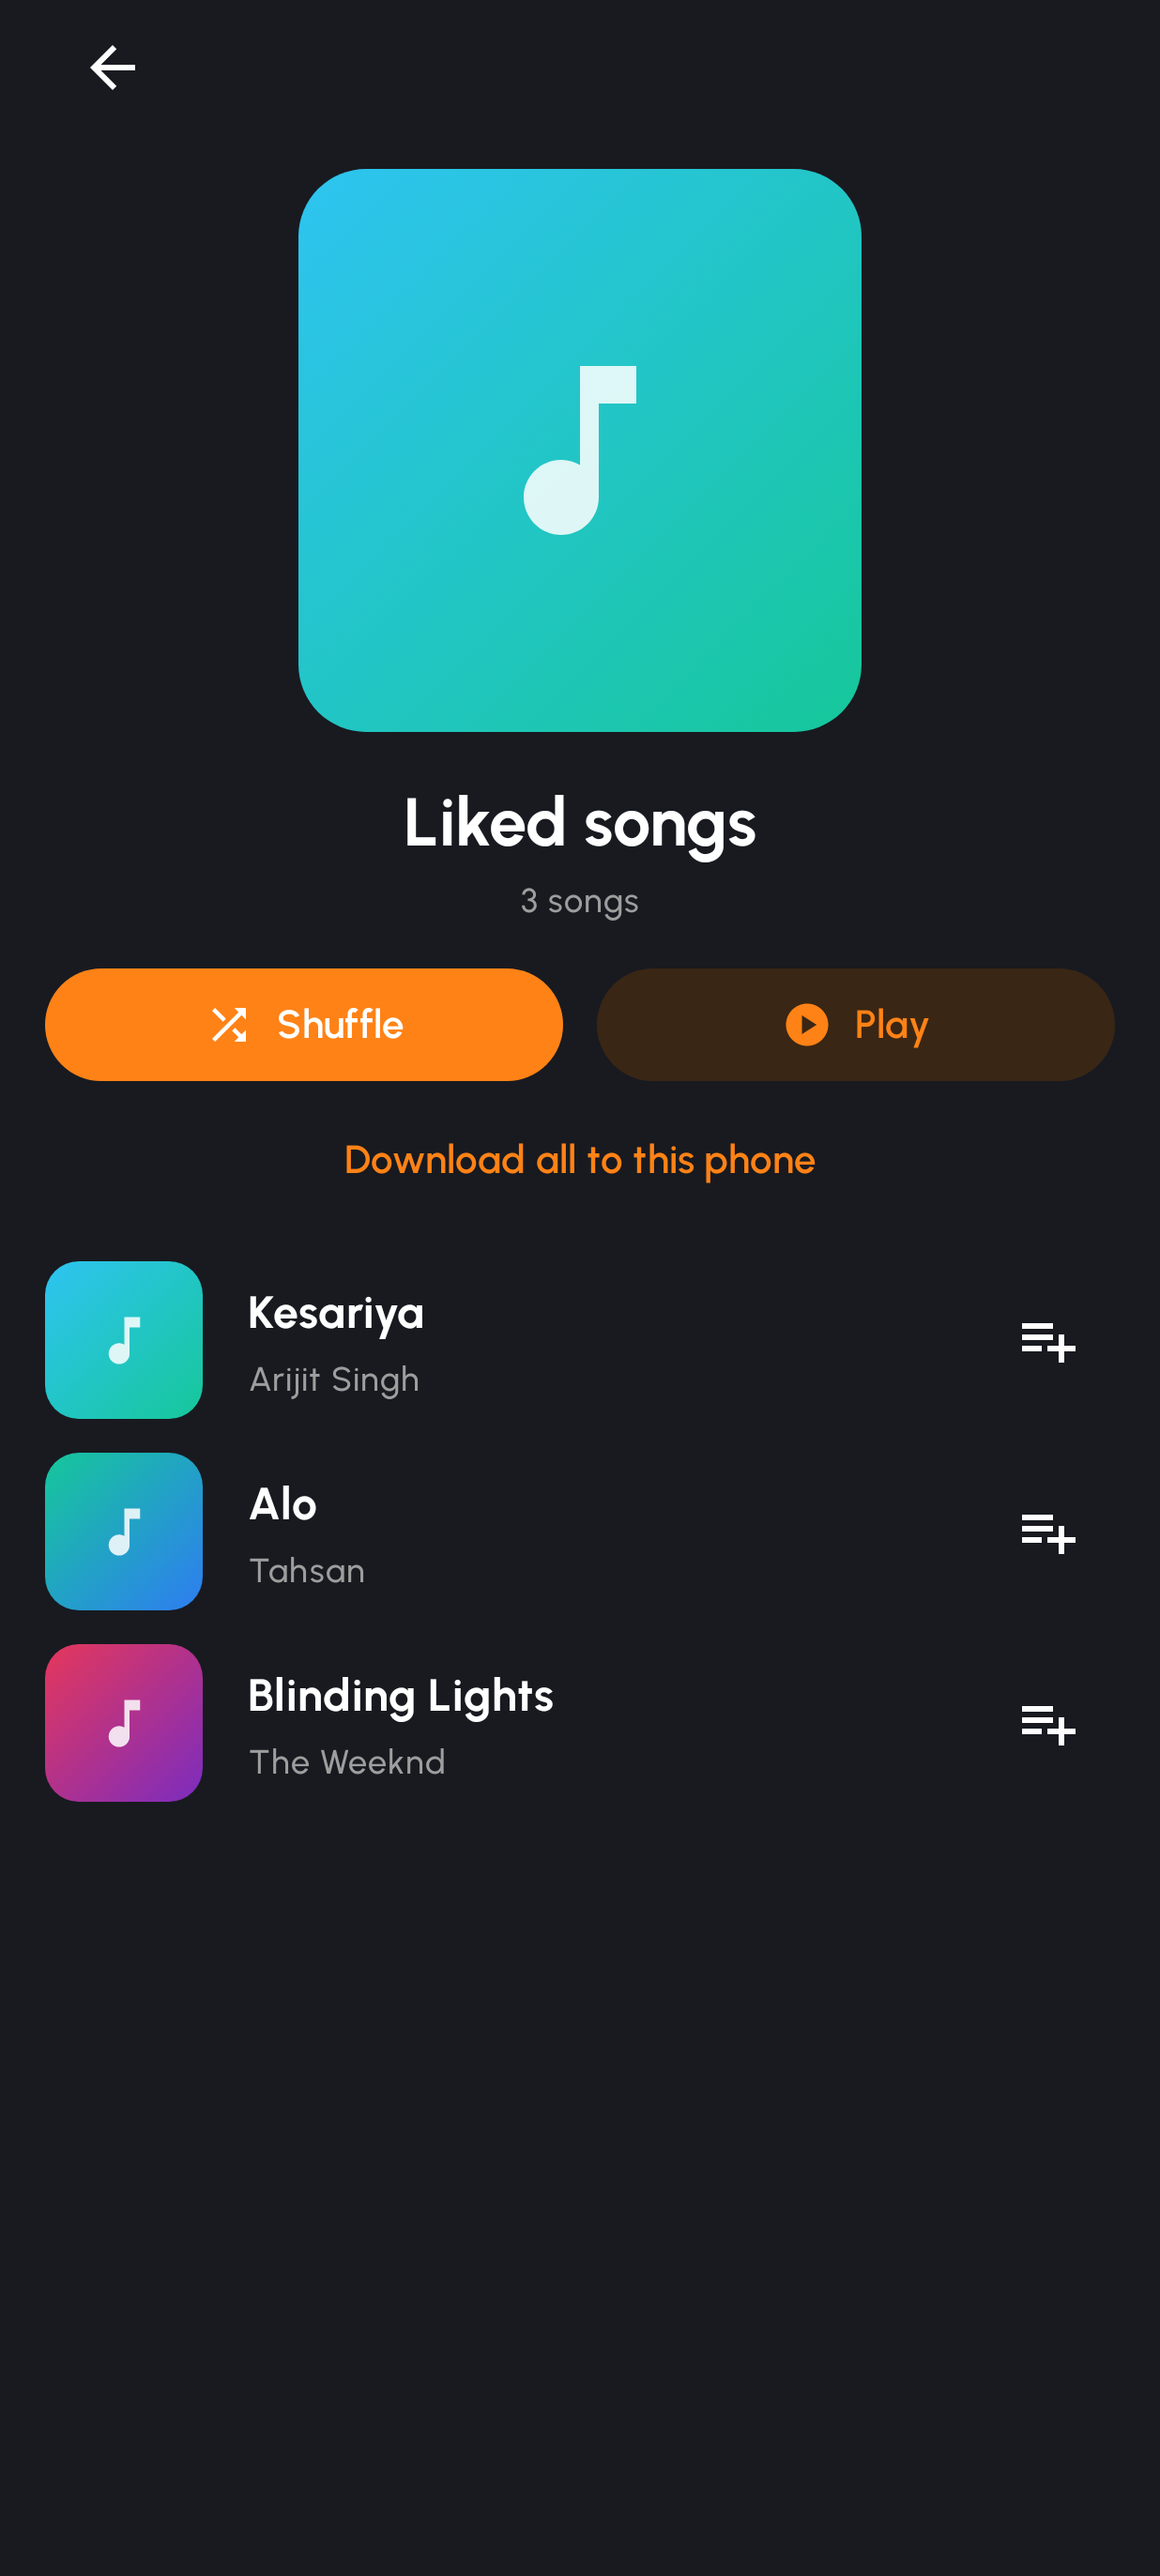 Liked songs
3 songs
Shuffle
Play
Download all to this phone
Kesariya
Arijit Singh
Alo
Tahsan
Blinding Lights
The Weeknd